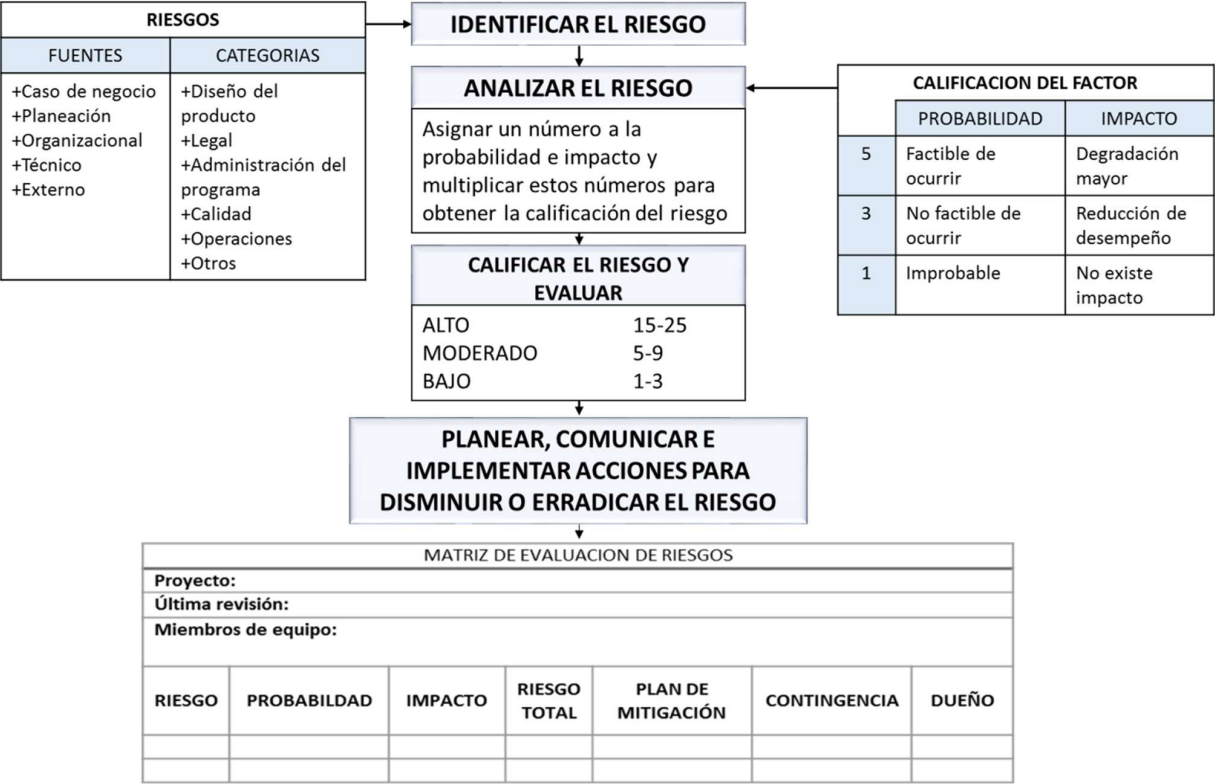 RIESGOS
FUENTES
CATEGORIAS
+Caso de negocio
+Planeación
+Organizacional
+Técnico
+Externo
+Diseño del
producto
+Legal
+Administración del
programa
+Calidad
+Operaciones
+Otros
IDENTIFICAR EL RIESGO
ANALIZAR EL RIESGO
Asignar un número a la
probabilidad e impacto y
multiplicar estos números para
obtener la calificación del riesgo
CALIFICACION DEL FACTOR
PROBABILIDAD IMPACTO
5 Factible de Degradación
ocurrir mayor
3 No factible de Reducción de
ocurrir desempeño
1 Improbable No existe
impacto
CALIFICAR EL RIESGO Y
EVALUAR
ALTO 15-25
MODERADO 5-9
BAJO 1-3
PLANEAR, COMUNICAR E
IMPLEMENTAR ACCIONES PARA
DISMINUIR O ERRADICAR EL RIESGO
MATRIZ DE EVALUACION DE RIESGOS
Proyecto:
Última revisión:
Miembros de equipo:
RIESGO PROBABILDAD IMPACTO RIESGO TOTAL PLAN DE MITIGACIÓN CONTINGENCIA DUEÑO